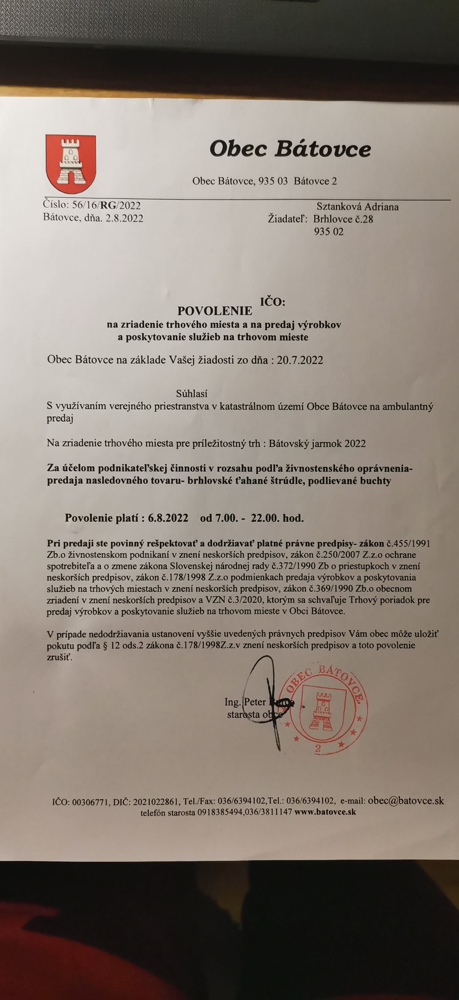 Obec Bátovce
Obec Bátovce, 935 03 Bátovce 2
Číslo: 56/16/RG/2022
Bátovce, dňa. 2.8.2022
Sztanková Adriana
Žiadateľ: Brhlovce č.28
935 02
IČO:
POVOLENIE
na zriadenie trhového miesta a na predaj výrobkov
a poskytovanie služieb na trhovom mieste
Obec Bátovce na základe Vašej žiadosti zo dňa : 20.7.2022
Súhlasí
S využívaním verejného priestranstva v katastrálnom území Obce Bátovce na ambulantný
predaj
Na zriadenie trhového miesta pre príležitostný trh : Bátovský jarmok 2022
Za účelom podnikateľskej činnosti v rozsahu podľa živnostenského oprávnenia-
predaja nasledovného tovaru- brhlovské ťahané štrúdle, podlievané buchty
Povolenie platí : 6.8.2022 od 7.00. - 22.00. hod.
Pri predaji ste povinný rešpektovať a dodržiavať platné právne predpisy- zákon č.455/1991
Zb.o živnostenskom podnikaní v znení neskorších predpisov, zákon č.250/2007 Z.z.o ochrane
spotrebiteľa a o zmene zákona Slovenskej národnej rady č.372/1990 Zb o priestupkoch v znení
neskorších predpisov, zákon č.178/1998 Z.z.o podmienkach predaja výrobkov a poskytovania
služieb na trhových miestach v znení neskorších predpisov, zákon č.369/1990 Zb.o obecnom
zriadení v znení neskorších predpisov a VZN č.3/2020, ktorým sa schvaľuje Trhový poriadok pre
predaj výrobkov a poskytovanie služieb na trhovom mieste v Obci Bátovce.
V prípade nedodržiavania ustanovení vyššie uvedených právnych predpisov Vám obec môže uložiť
pokutu podľa § 12 ods.2 zákona č.178/1998Z.z.v znení neskorších predpisov a toto povolenie
zrušiť.
OBEC BÁTOVCE.
Ing. Peter
starosta obce
2
IČO: 00306771, DIČ: 2021022861, Tel./Fax: 036/6394102,Tel.: 036/6394102, e-mail: obec@batovce.sk
telefón starosta 0918385494,036/3811147 www.batovce.sk